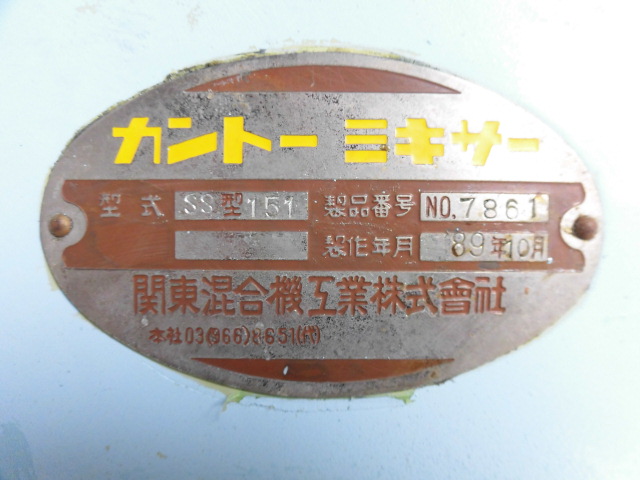 カントー ミキサー
型式 SS型151 製品番号 NO,7861
製作年月 89年10月
関東混合機工業株式會社
本社03(966)8651(代)